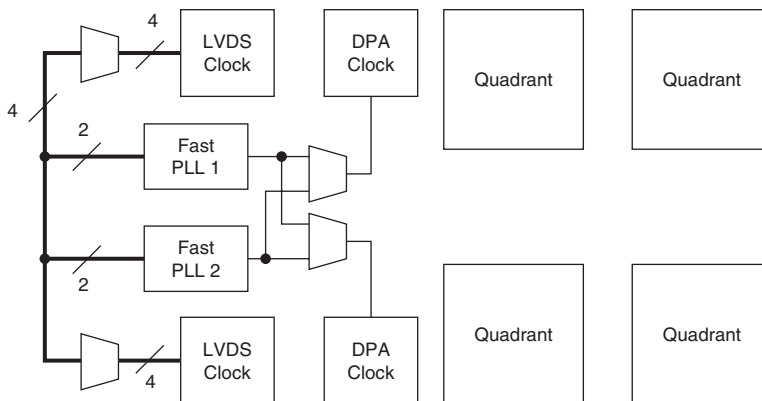 4
LVDS
Clock
DPA
Clock
Quadrant
Quadrant
4
2
Fast
PLL 1
Fast
PLL 2
2
LVDS
Clock
4
DPA
Clock
Quadrant
Quadrant